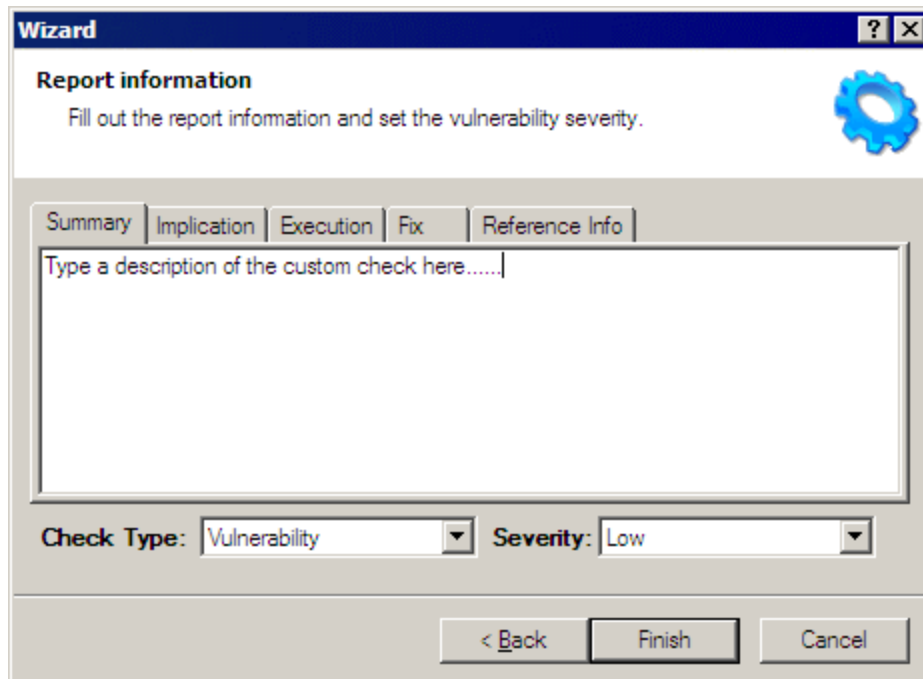 Wizard
Report information
Fill out the report information and set the vulnerability severity.
Summary Implication Execution Fix Reference Info
Type a description of the custom check here......
Check Type: Vulnerability Severity: Low
< Back Finish Cancel